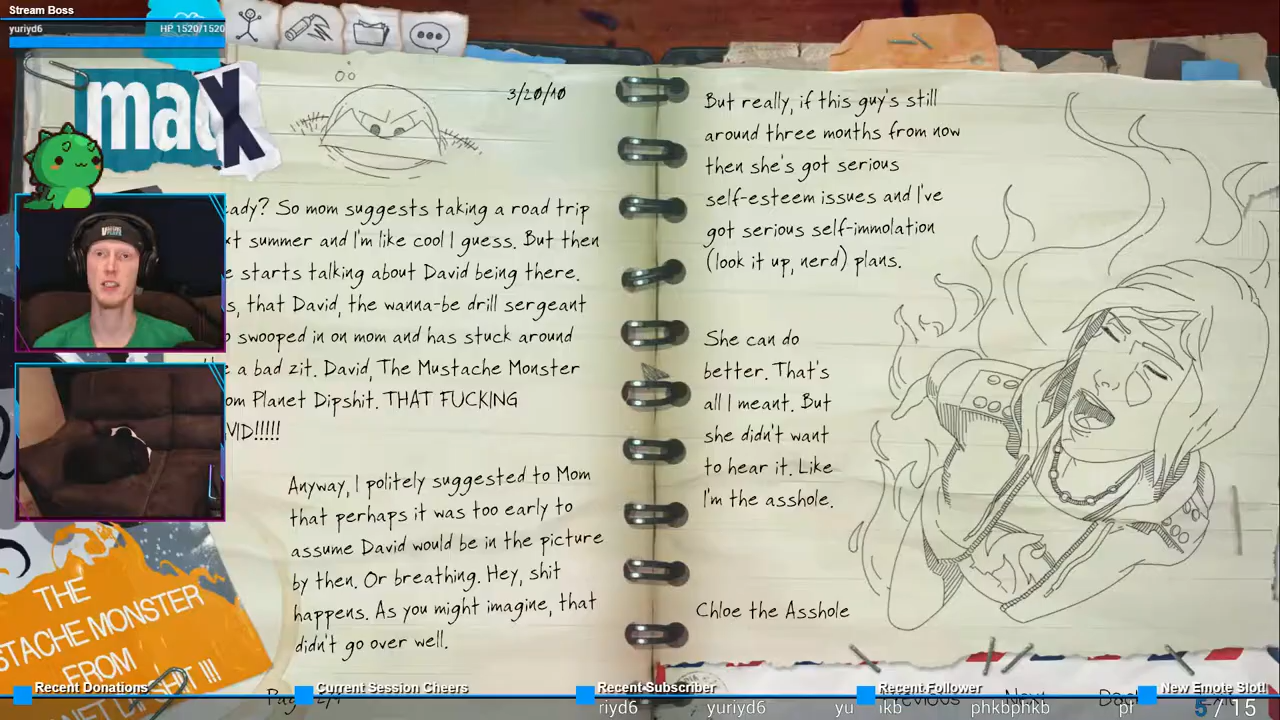 Stream Boss
yuriyd6
HP 1520/1520
max
3/20/10
So mom suggests taking a road trip
summer and I'm like cool I guess. But then
starts talking about David being there.
that David, the wanna-be drill sergeant
swooped in on mom and has stuck around
a bad zit. David, The Mustache Monster
Planet Dipshit. THAT FUCKING
Anyway, I politely suggested to Mom
that perhaps it was too early to
assume David would be in the picture
by then. Or breathing. Hey, shit
happens. As you might imagine, that
didn't go over well.
But really, if this guy's still
around three months from now
then she's got serious
self-esteem issues and I've
got serious self-immolation
(look it up, nerd) plans.
She can do
better. That's
all I meant. But
she didn't want
to hear it. Like
I'm the asshole.
Chloe the Asshole
THE
STACHE MONSTER
FROM
Recent Donations
Current Session Cheers
Recent Subscriber
Recent Follower
New Emote Slot!
riyd6
yuriyd6
yu
ikb
phkbphkb
pf
5 / 15